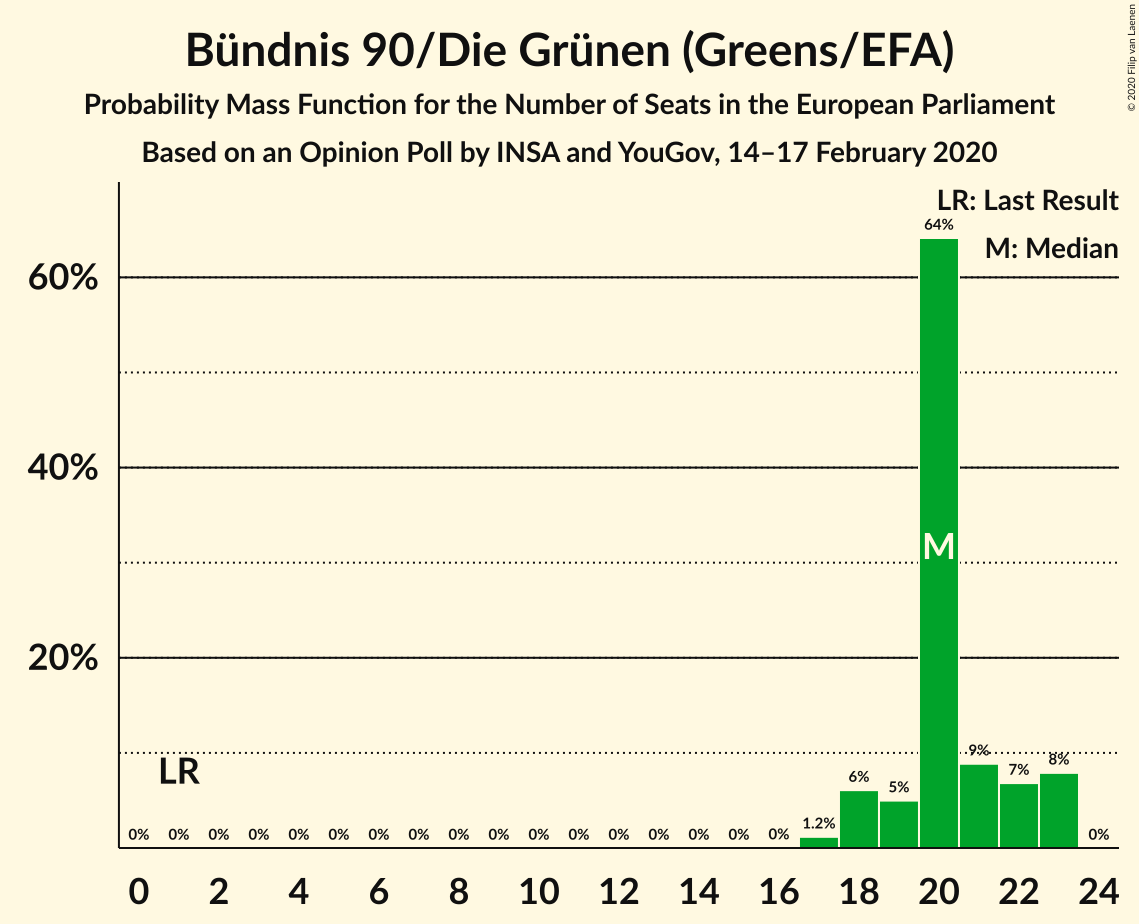 Bündnis 90/Die Grünen (Greens/EFA)
Probability Mass Function for the Number of Seats in the European Parliament
Based on an Opinion Poll by INSA and YouGov, 14–17 February 2020
© 2020 Filip van Laenen
LR: Last Result
M: Median
64%
60%
40%
M
20%
LR
0% 0% 0% 0% 0% 0% 0% 0% 0% 0% 0% 0% 0% 0% 0% 0% 0% 1.2% 6% 5% 9% 7% 8% 0%
0 2 4 6 8 10 12 14 16 18 20 22 24